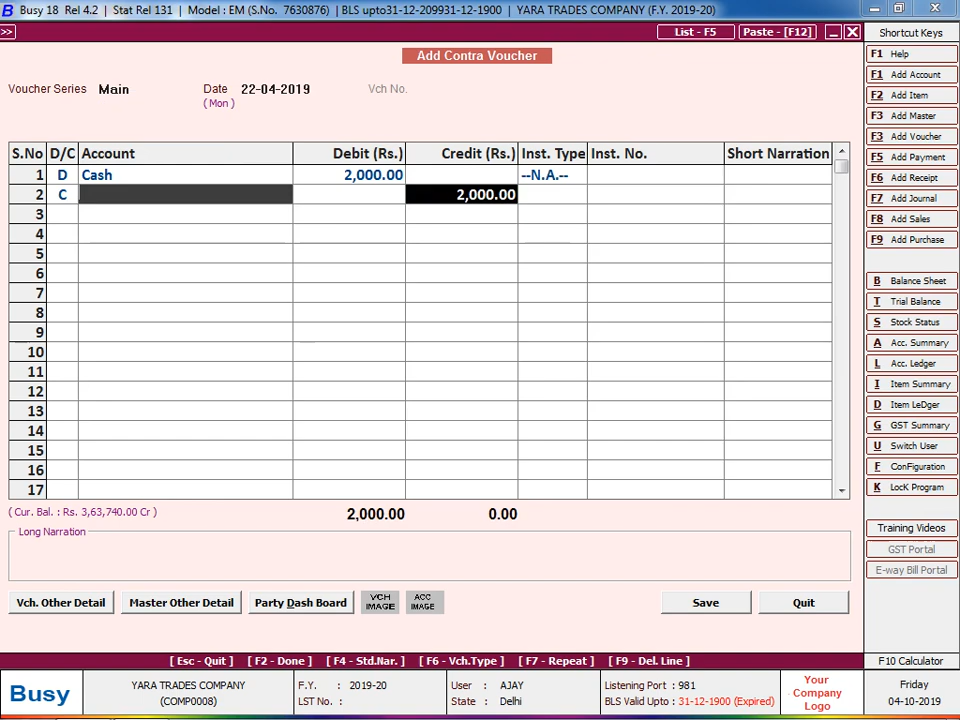 B Busy 18 Rel 4.2 | Stat Rel 131 | Model : EM (S.No. 7630876) | BLS upto31-12-209931-12-1900 | YARA TRADES COMPANY (F.Y. 2019-20)
>> List - F5 Paste - [F12]
Add Contra Voucher
Voucher Series Main Date 22-04-2019 Vch No.
( Mon )
S.No D/C Account Debit (Rs.) Credit (Rs.) Inst. Type Inst. No. Short Narration
1 D Cash 2,000.00 --N.A.--
2 C 2,000.00
3
4
5
6
7
8
9
10
11
12
13
14
15
16
17
( Cur. Bal. : Rs. 3,63,740.00 Cr ) 2,000.00 0.00
Long Narration
Vch. Other Detail Master Other Detail Party Dash Board VCH IMAGE ACC IMAGE Save Quit
[ Esc - Quit ] [ F2 - Done ] [ F4 - Std.Nar. ] [ F6 - Vch.Type ] [ F7 - Repeat ] [ F9 - Del. Line ]
Shortcut Keys
F1 Help
F1 Add Account
F2 Add Item
F3 Add Master
F3 Add Voucher
F5 Add Payment
F6 Add Receipt
F7 Add Journal
F8 Add Sales
F9 Add Purchase
B Balance Sheet
T Trial Balance
S Stock Status
A Acc. Summary
L Acc. Ledger
I Item Summary
D Item LeDger
G GST Summary
U Switch User
F ConFiguration
K LocK Program
Training Videos
GST Portal
E-way Bill Portal
F10 Calculator
Busy
YARA TRADES COMPANY
(COMP0008)
F.Y. : 2019-20
LST No. :
User : AJAY
State : Delhi
Listening Port : 981
BLS Valid Upto : 31-12-1900 (Expired)
Your
Company
Logo
Friday
04-10-2019